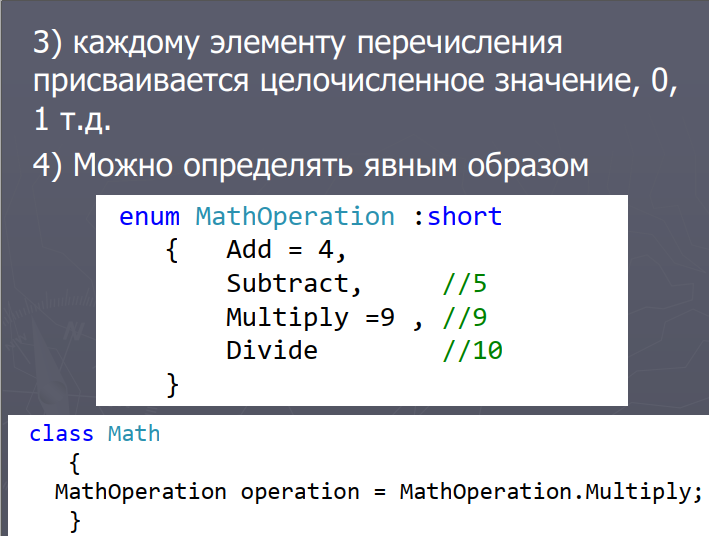 3) каждому элементу перечисления
присваивается целочисленное значение, 0,
1 т.д.
4) Можно определять явным образом
enum MathOperation :short
{ Add = 4,
Subtract, //5
Multiply =9 , //9
Divide //10
}
class Math
{
MathOperation operation = MathOperation.Multiply;
}